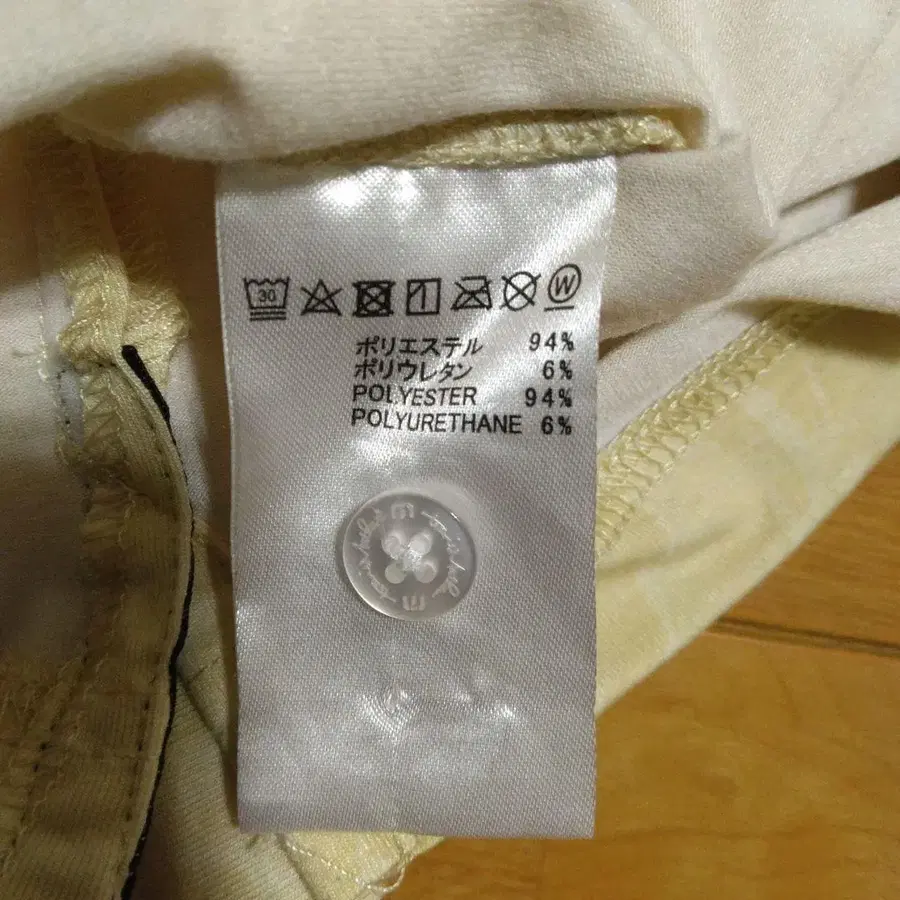 30
W
ポリエステル 94%
ポリウレタン 6%
POLYESTER 94%
POLYURETHANE 6%